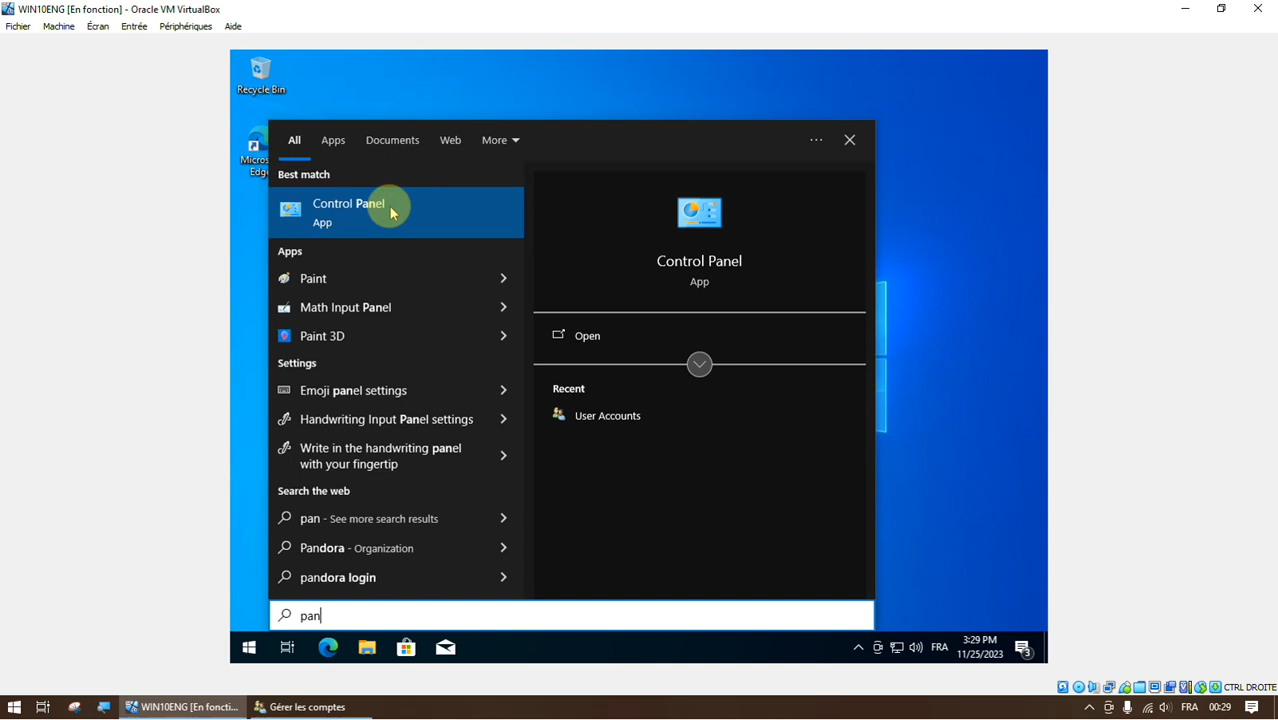 WIN10ENG [En fonction] - Oracle VM VirtualBox
Fichier Machine Écran Entrée Périphériques Aide
Recycle Bin
Micros
Edge
All Apps Documents Web More
Best match
Control Panel
App
Apps
Paint
Math Input Panel
Paint 3D
Settings
Emoji panel settings
Handwriting Input Panel settings
Write in the handwriting panel
with your fingertip
Search the web
pan - See more search results
Pandora - Organization
pandora login
pan
Control Panel
App
Open
Recent
User Accounts
FRA
3:29 PM
11/25/2023
3
CTRL DROITE
WIN10ENG [En foncti...
Gérer les comptes
FRA
00:29